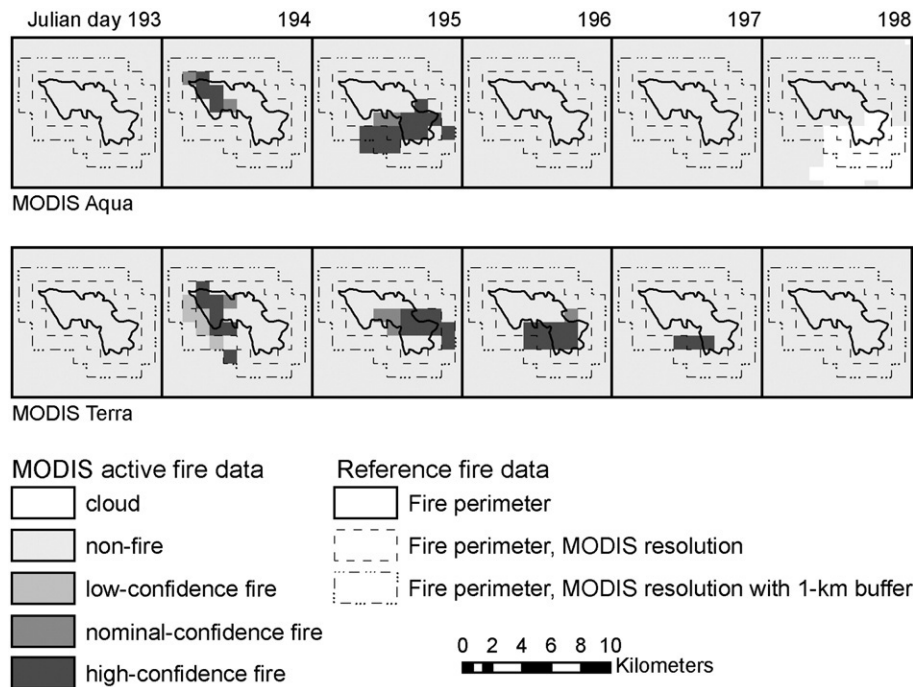 Julian day 193 194 195 196 197 198
MODIS Aqua
MODIS Terra
MODIS active fire data
cloud
non-fire
low-confidence fire
nominal-confidence fire
high-confidence fire
Reference fire data
Fire perimeter
Fire perimeter, MODIS resolution
Fire perimeter, MODIS resolution with 1-km buffer
0 2 4 6 8 10
Kilometers